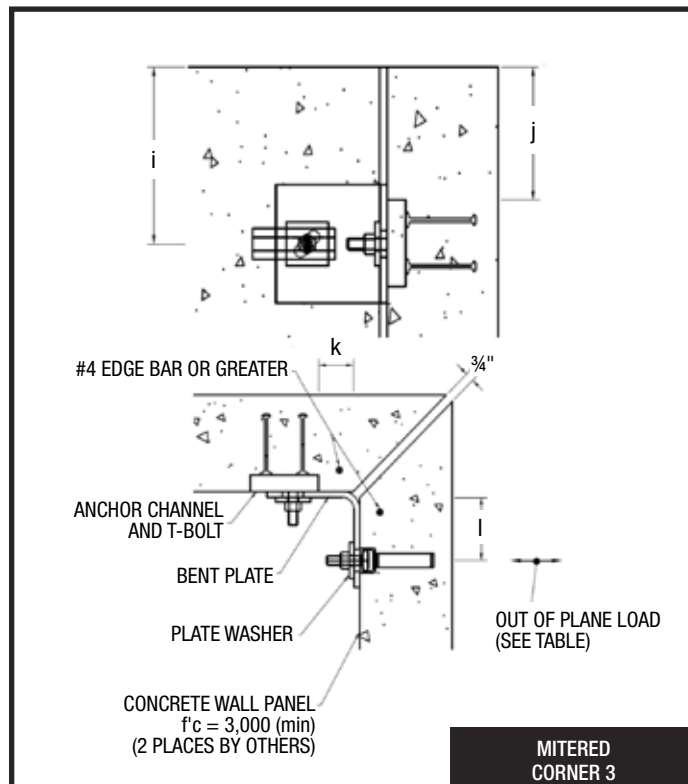 i
j
k
¾"
#4 EDGE BAR OR GREATER
ANCHOR CHANNEL
AND T-BOLT
l
BENT PLATE
PLATE WASHER
OUT OF PLANE LOAD
(SEE TABLE)
CONCRETE WALL PANEL
f'c = 3,000 (min)
(2 PLACES BY OTHERS)
MITERED
CORNER 3